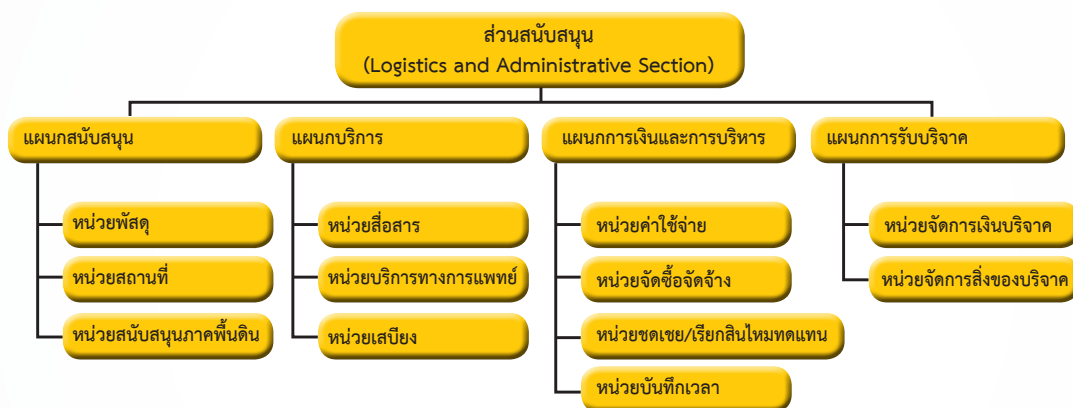 ส่วนสนับสนุน
(Logistics and Administrative Section)
แผนกสนับสนุน
หน่วยพัสดุ
หน่วยสถานที่
หน่วยสนับสนุนภาคพื้นดิน
แผนกบริการ
หน่วยสื่อสาร
หน่วยบริการทางการแพทย์
หน่วยเสบียง
แผนกการเงินและการบริหาร
หน่วยค่าใช้จ่าย
หน่วยจัดซื้อจัดจ้าง
หน่วยชดเชย/เรียกสินไหมทดแทน
หน่วยบันทึกเวลา
แผนกการรับบริจาค
หน่วยจัดการเงินบริจาค
หน่วยจัดการสิ่งของบริจาค